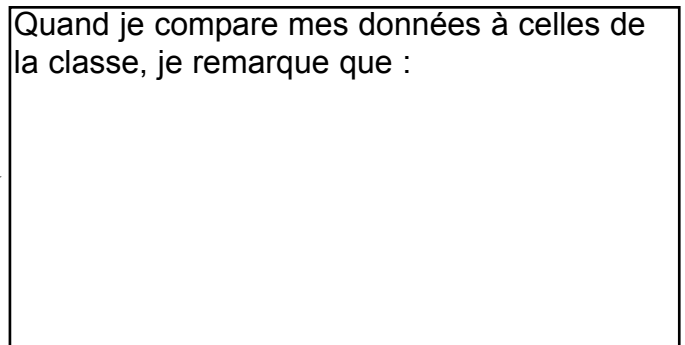 Quand je compare mes données à celles de
la classe, je remarque que :